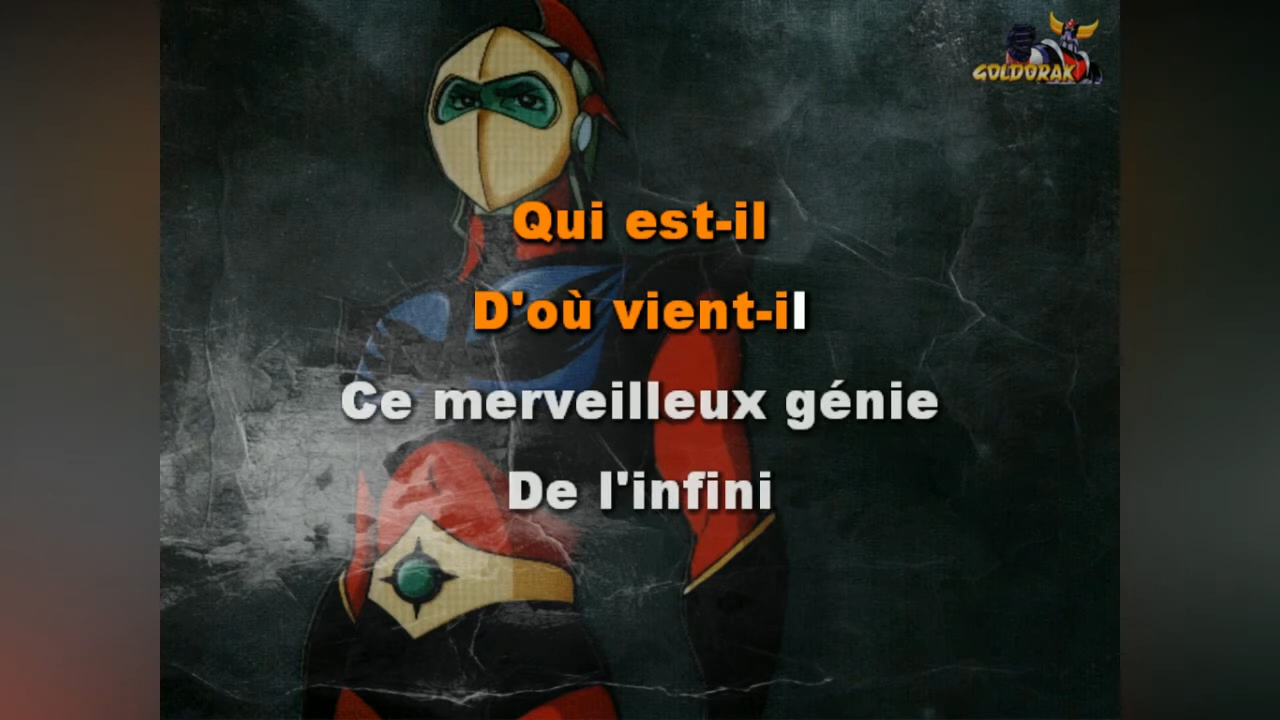 GOLDORAK
Qui est-il
D'où vient-il
Ce merveilleux génie
De l'infini